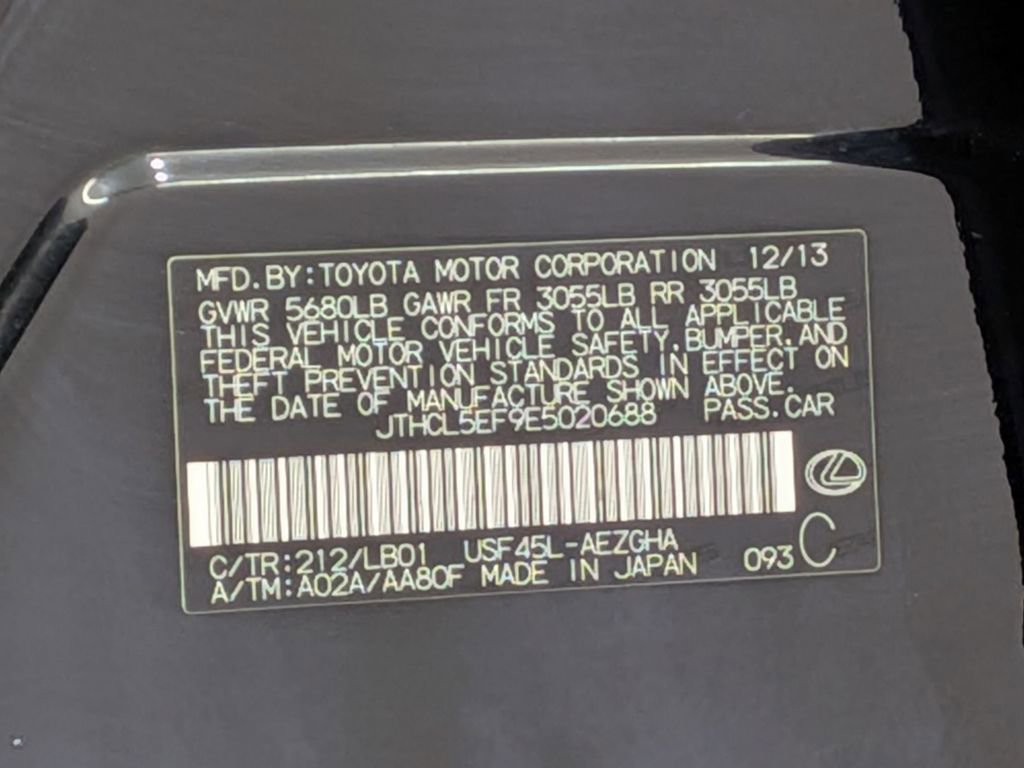 MFD.BY:TOYOTA MOTOR CORPORATION 12/13
GVWR 5680LB GAWR FR 3055LB RR 3055LB
THIS VEHICLE CONFORMS TO ALL APPLICABLE
FEDERAL MOTOR VEHICLE SAFETY,BUMPER,AND
THEFT PREVENTION STANDARDS IN EFFECT ON
THE DATE OF MANUFACTURE SHOWN ABOVE.
JTHCL5EF9E5020688 PASS.CAR
C/TR:212/LB01 USF45L-AEZGHA
A/TM:A02A/AA80F MADE IN JAPAN 093 C